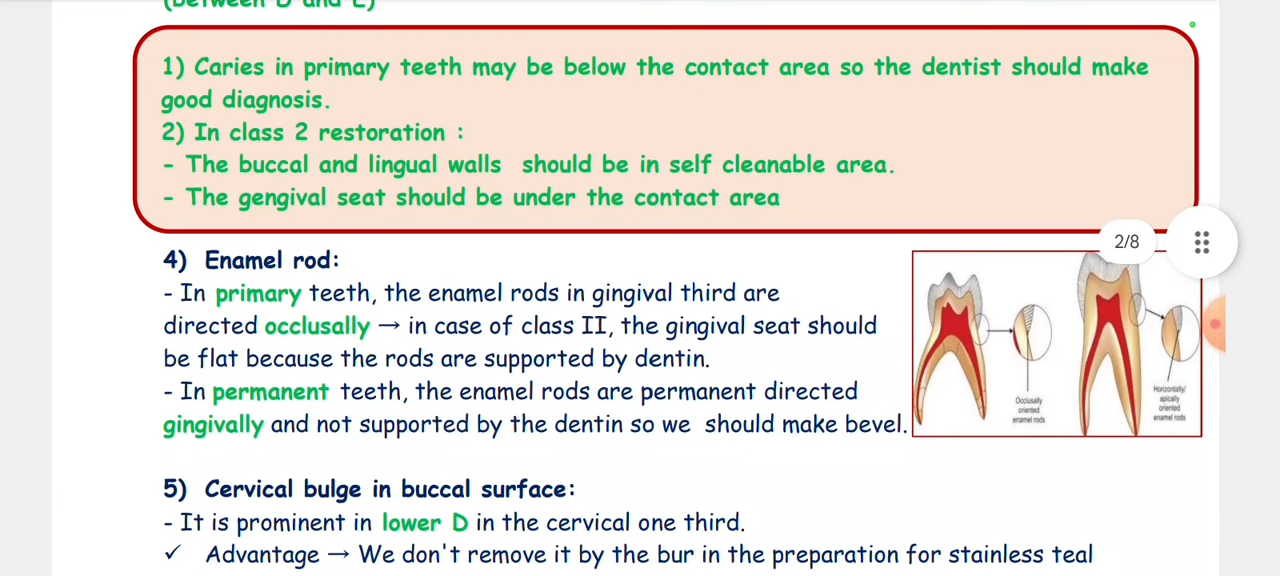 (between D and E)
1) Caries in primary teeth may be below the contact area so the dentist should make
good diagnosis.
2) In class 2 restoration :
- The buccal and lingual walls should be in self cleanable area.
- The gengival seat should be under the contact area
2/8
4) Enamel rod:
- In primary teeth, the enamel rods in gingival third are
directed occlusally → in case of class II, the gingival seat should
be flat because the rods are supported by dentin.
- In permanent teeth, the enamel rods are permanent directed
gingivally and not supported by the dentin so we should make bevel.
Occlusally
oriented
enamel rods
Horizontally/
apically
oriented
enamel rods
5) Cervical bulge in buccal surface:
- It is prominent in lower D in the cervical one third.
✓ Advantage → We don't remove it by the bur in the preparation for stainless teal